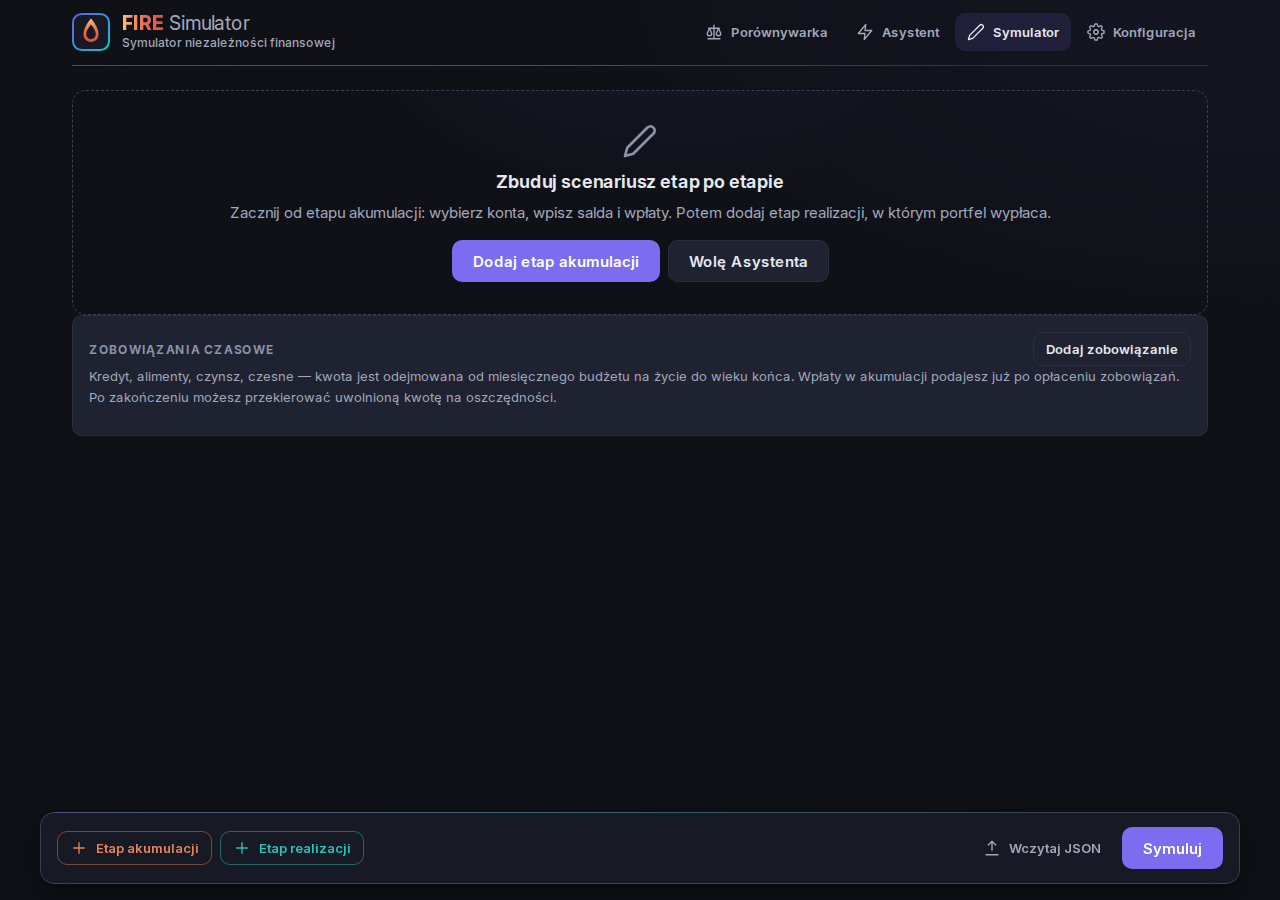 FIRE Simulator
Symulator niezależności finansowej
Porównywarka
Asystent
Symulator
Konfiguracja
Zbuduj scenariusz etap po etapie
Zacznij od etapu akumulacji: wybierz konta, wpisz salda i wpłaty. Potem dodaj etap realizacji, w którym portfel wypłaca.
Dodaj etap akumulacji
Wolę Asystenta
ZOBOWIĄZANIA CZASOWE
Dodaj zobowiązanie
Kredyt, alimenty, czynsz, czesne — kwota jest odejmowana od miesięcznego budżetu na życie do wieku końca. Wpłaty w akumulacji podajesz już po opłaceniu zobowiązań.
Po zakończeniu możesz przekierować uwolnioną kwotę na oszczędności.
Etap akumulacji
Etap realizacji
Wczytaj JSON
Symuluj